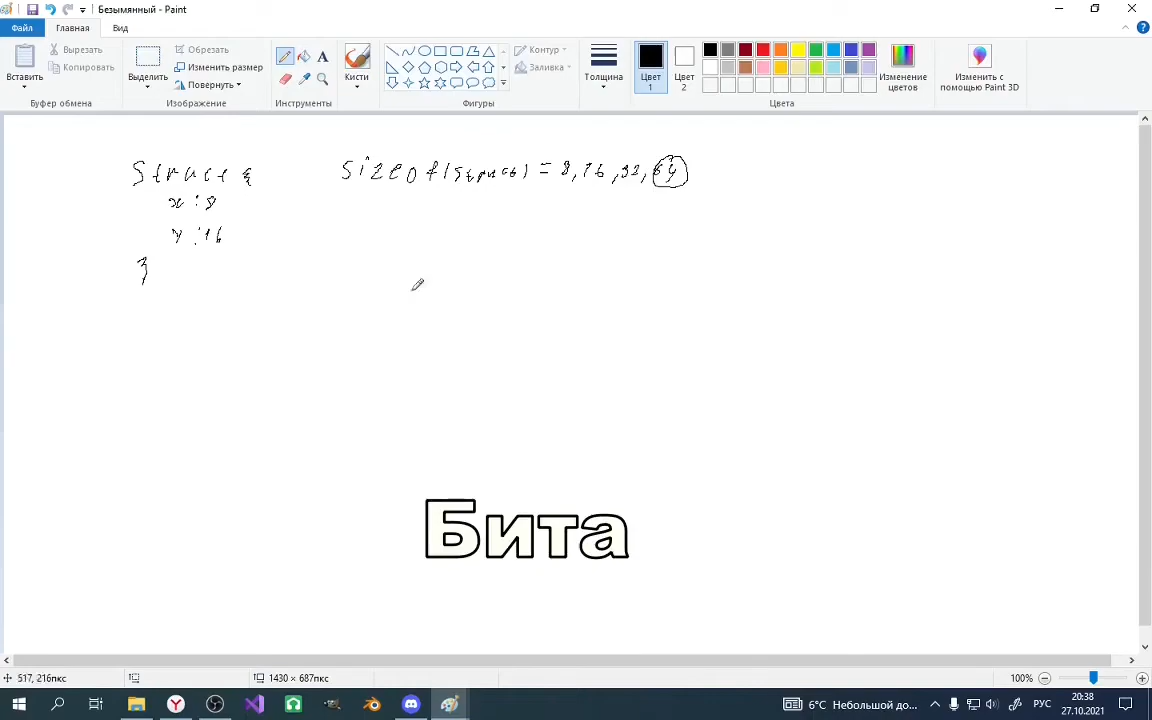 Безымянный - Paint
Файл Главная Вид
Вставить
Вырезать
Копировать
Буфер обмена
Выделить
Обрезать
Изменить размер
Повернуть
Изображение
Инструменты
Кисти
Контур
Заливка
Фигуры
Толщина
Цвет 1
Цвет 2
Цвета
Изменение цветов
Изменить с помощью Paint 3D
Struct { sizeof(struct) = 8, 16, 32, 64
x : 8
y : 16
}
Бита
517, 216пкс 1430 × 687пкс 100%
6°C Небольшой до... РУС 20:38
27.10.2021